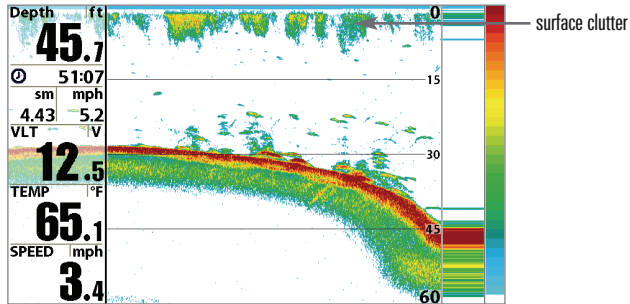 Depth ft
45.7
51:07
sm mph
4.43 5.2
VLT V
12.5
TEMP °F
65.1
SPEED mph
3.4
0
15
30
45
60
surface clutter